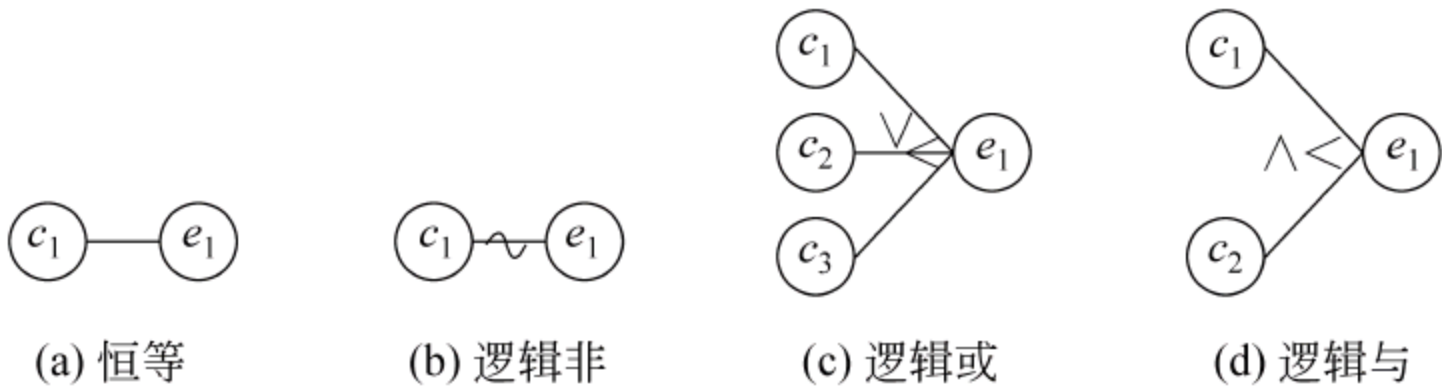 c₁ e₁
(a) 恒等
c₁ e₁
(b) 逻辑非
c₁
c₂ ∨ e₁
c₃
(c) 逻辑或
c₁
∧ e₁
c₂
(d) 逻辑与